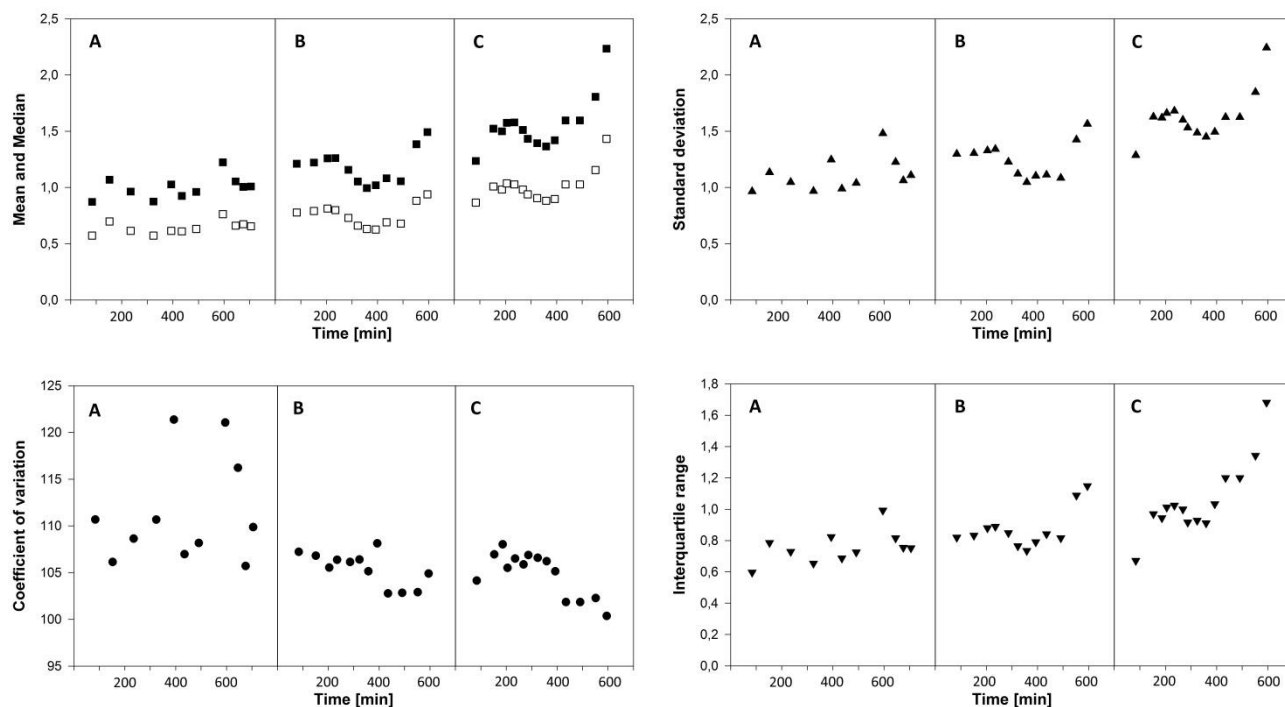 Mean and Median
2,5
2,0
1,5
1,0
0,5
0,0
A
B
C
200 400 600 200 400 600 200 400 600
Time [min]
Standard deviation
2,5
2,0
1,5
1,0
0,5
0,0
A
B
C
200 400 600 200 400 600 200 400 600
Time [min]
Coefficient of variation
125
120
115
110
105
100
95
A
B
C
200 400 600 200 400 600 200 400 600
Time [min]
Interquartile range
1,8
1,6
1,4
1,2
1,0
0,8
0,6
0,4
0,2
0,0
A
B
C
200 400 600 200 400 600 200 400 600
Time [min]